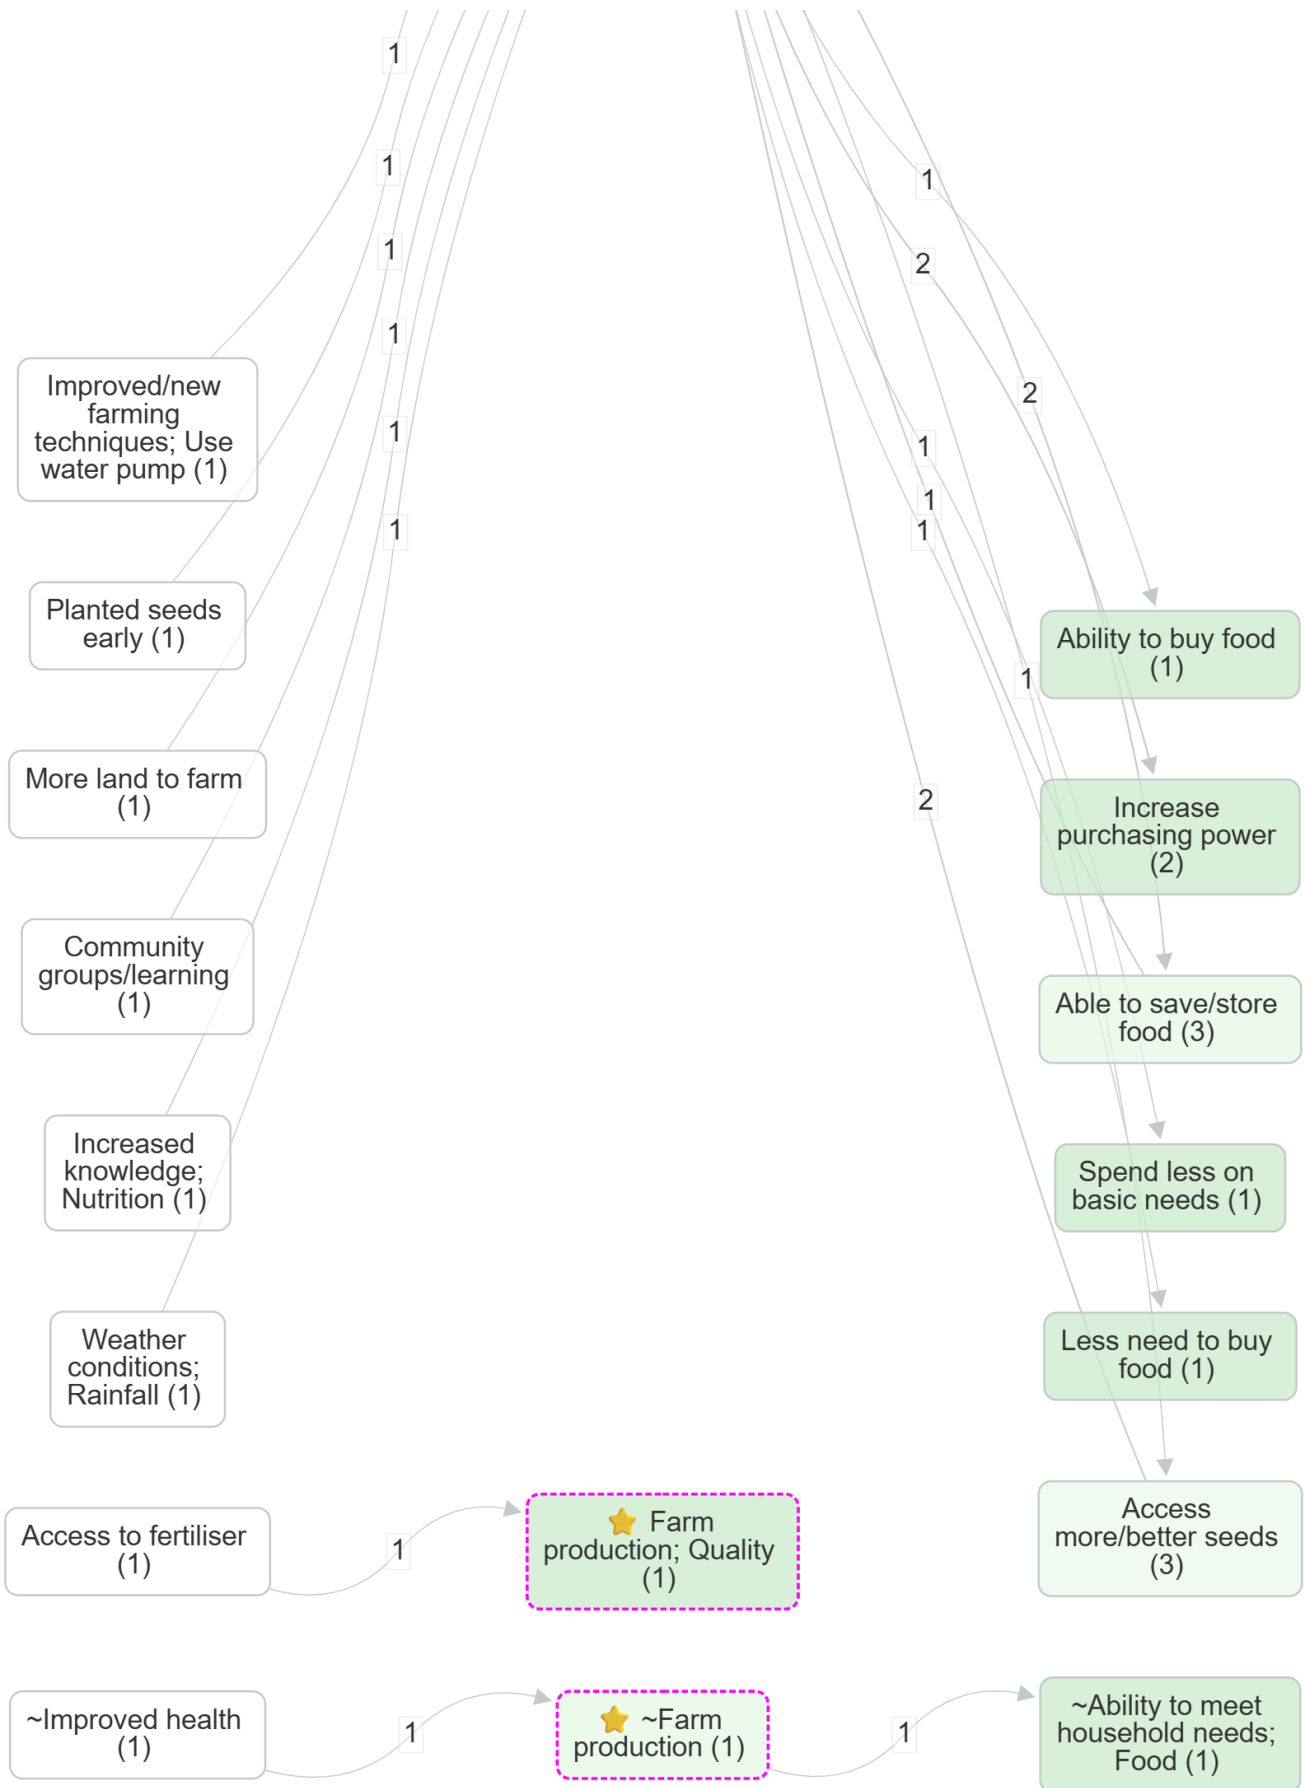 1
1
1
1
1
1
1
2
2
1
1
1
1
2
Improved/new
farming
techniques; Use
water pump (1)
Planted seeds
early (1)
More land to farm
(1)
Community
groups/learning
(1)
Increased
knowledge;
Nutrition (1)
Weather
conditions;
Rainfall (1)
Access to fertiliser
(1)
~Improved health
(1)
1
1
Farm
production; Quality
(1)
~Farm
production (1)
1
Ability to buy food
(1)
Increase
purchasing power
(2)
Able to save/store
food (3)
Spend less on
basic needs (1)
Less need to buy
food (1)
Access
more/better seeds
(3)
~Ability to meet
household needs;
Food (1)